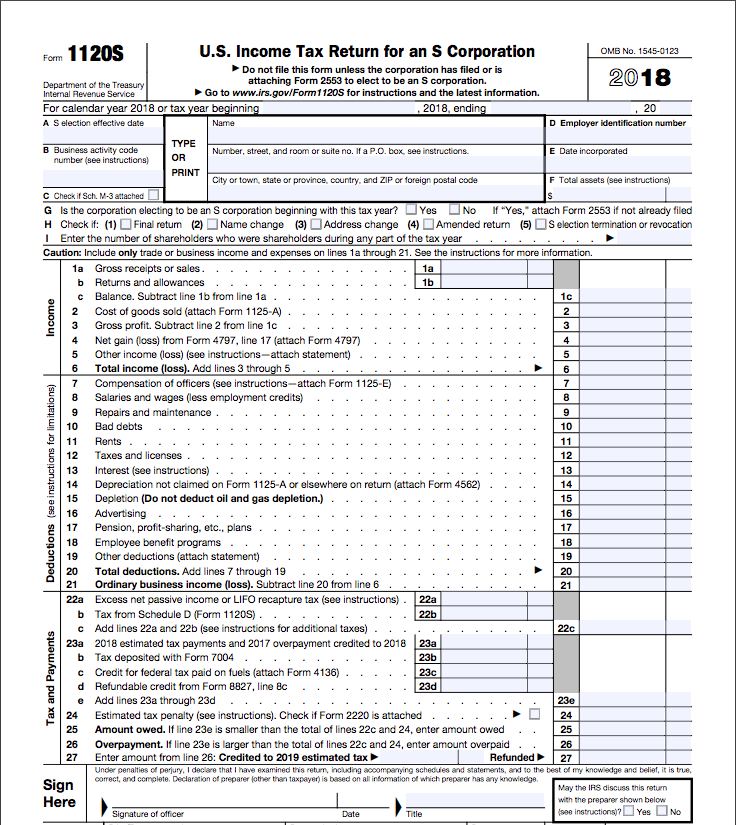 Form 1120S
Department of the Treasury
Internal Revenue Service
U.S. Income Tax Return for an S Corporation
▶ Do not file this form unless the corporation has filed or is
attaching Form 2553 to elect to be an S corporation.
▶ Go to www.irs.gov/Form1120S for instructions and the latest information.
OMB No. 1545-0123
2018
For calendar year 2018 or tax year beginning , 2018, ending , 20
A S election effective date
B Business activity code
number (see instructions)
C Check if Sch. M-3 attached
TYPE
OR
PRINT
Name
Number, street, and room or suite no. If a P.O. box, see instructions.
City or town, state or province, country, and ZIP or foreign postal code
D Employer identification number
E Date incorporated
F Total assets (see instructions)
$
G Is the corporation electing to be an S corporation beginning with this tax year? Yes No If "Yes," attach Form 2553 if not already filed
H Check if: (1) Final return (2) Name change (3) Address change (4) Amended return (5) S election termination or revocation
I Enter the number of shareholders who were shareholders during any part of the tax year . . . . . . . . ▶
Caution: Include only trade or business income and expenses on lines 1a through 21. See the instructions for more information.
Income
1a Gross receipts or sales . . . 1a
b Returns and allowances . . . 1b
c Balance. Subtract line 1b from line 1a . . . 1c
2 Cost of goods sold (attach Form 1125-A) . . . 2
3 Gross profit. Subtract line 2 from line 1c . . . 3
4 Net gain (loss) from Form 4797, line 17 (attach Form 4797) . . . 4
5 Other income (loss) (see instructions—attach statement) . . . 5
6 Total income (loss). Add lines 3 through 5 . . . ▶ 6
Deductions (see instructions for limitations)
7 Compensation of officers (see instructions—attach Form 1125-E) . . . 7
8 Salaries and wages (less employment credits) . . . 8
9 Repairs and maintenance . . . 9
10 Bad debts . . . 10
11 Rents . . . 11
12 Taxes and licenses . . . 12
13 Interest (see instructions) . . . 13
14 Depreciation not claimed on Form 1125-A or elsewhere on return (attach Form 4562) . . . 14
15 Depletion (Do not deduct oil and gas depletion.) . . . 15
16 Advertising . . . 16
17 Pension, profit-sharing, etc., plans . . . 17
18 Employee benefit programs . . . 18
19 Other deductions (attach statement) . . . 19
20 Total deductions. Add lines 7 through 19 . . . ▶ 20
21 Ordinary business income (loss). Subtract line 20 from line 6 . . . 21
Tax and Payments
22a Excess net passive income or LIFO recapture tax (see instructions) . 22a
b Tax from Schedule D (Form 1120S) . . . 22b
c Add lines 22a and 22b (see instructions for additional taxes) . . . 22c
23a 2018 estimated tax payments and 2017 overpayment credited to 2018 23a
b Tax deposited with Form 7004 . . . 23b
c Credit for federal tax paid on fuels (attach Form 4136) . . . 23c
d Refundable credit from Form 8827, line 8c . . . 23d
e Add lines 23a through 23d . . . 23e
24 Estimated tax penalty (see instructions). Check if Form 2220 is attached . . . ▶ 24
25 Amount owed. If line 23e is smaller than the total of lines 22c and 24, enter amount owed . . 25
26 Overpayment. If line 23e is larger than the total of lines 22c and 24, enter amount overpaid . . 26
27 Enter amount from line 26: Credited to 2019 estimated tax ▶ Refunded ▶ 27
Sign
Here
Under penalties of perjury, I declare that I have examined this return, including accompanying schedules and statements, and to the best of my knowledge and belief, it is true,
correct, and complete. Declaration of preparer (other than taxpayer) is based on all information of which preparer has any knowledge.
Signature of officer Date Title
May the IRS discuss this return
with the preparer shown below
(see instructions)? Yes No